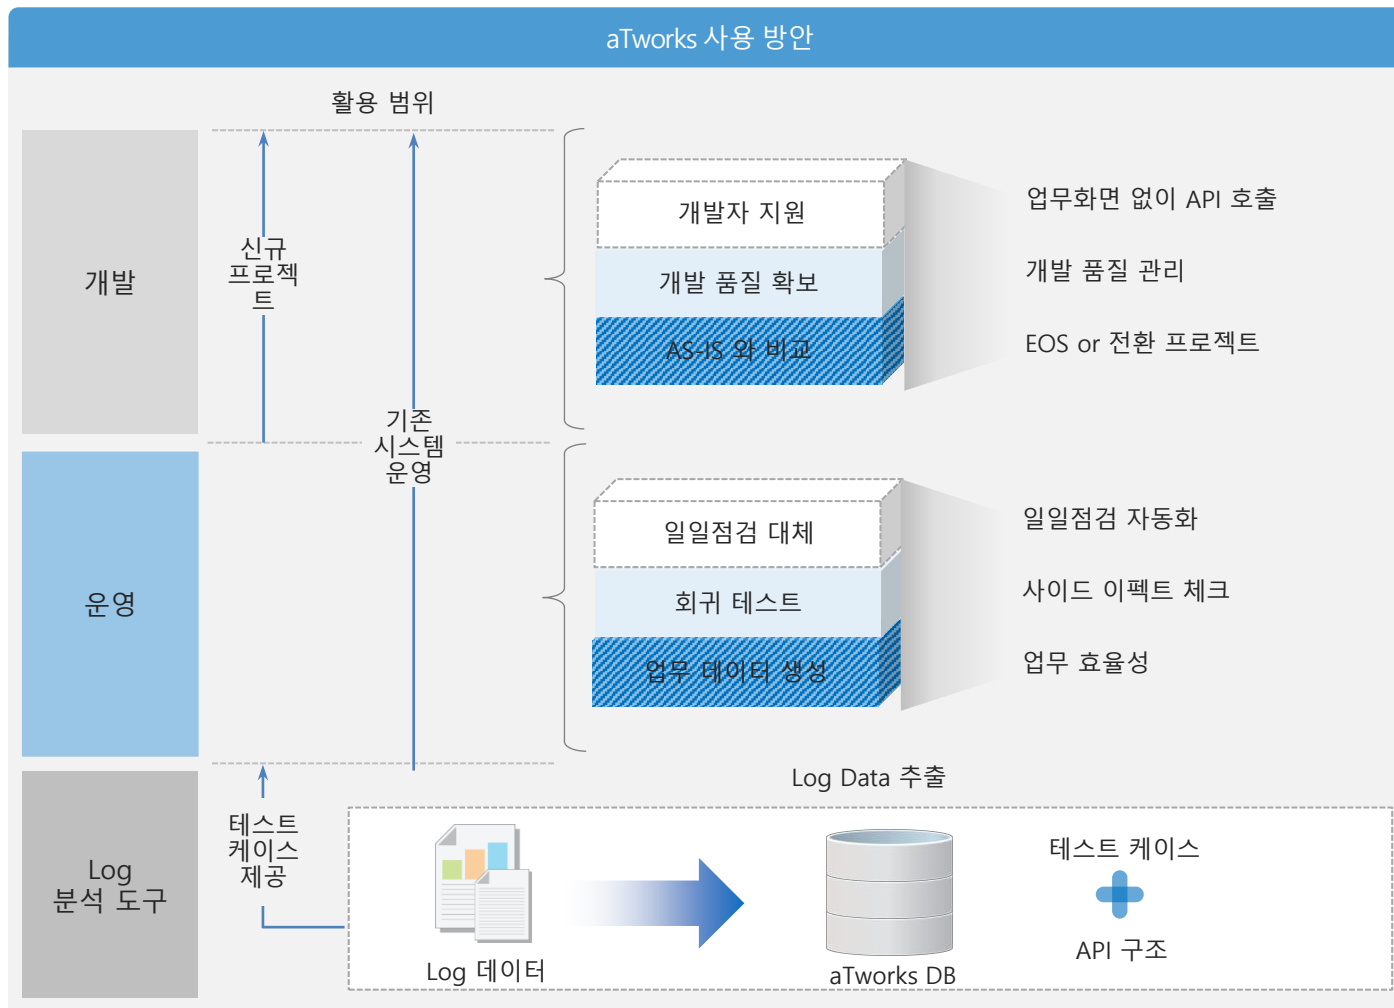 aTworks 사용 방안
활용 범위
개발
신규
프로젝
트
개발자 지원
개발 품질 확보
AS-IS 와 비교
업무화면 없이 API 호출
개발 품질 관리
EOS or 전환 프로젝트
기존
시스템
운영
운영
일일점검 대체
회귀 테스트
업무 데이터 생성
일일점검 자동화
사이드 이펙트 체크
업무 효율성
Log
분석 도구
테스트
케이스
제공
Log Data 추출
Log 데이터
aTworks DB
테스트 케이스
API 구조